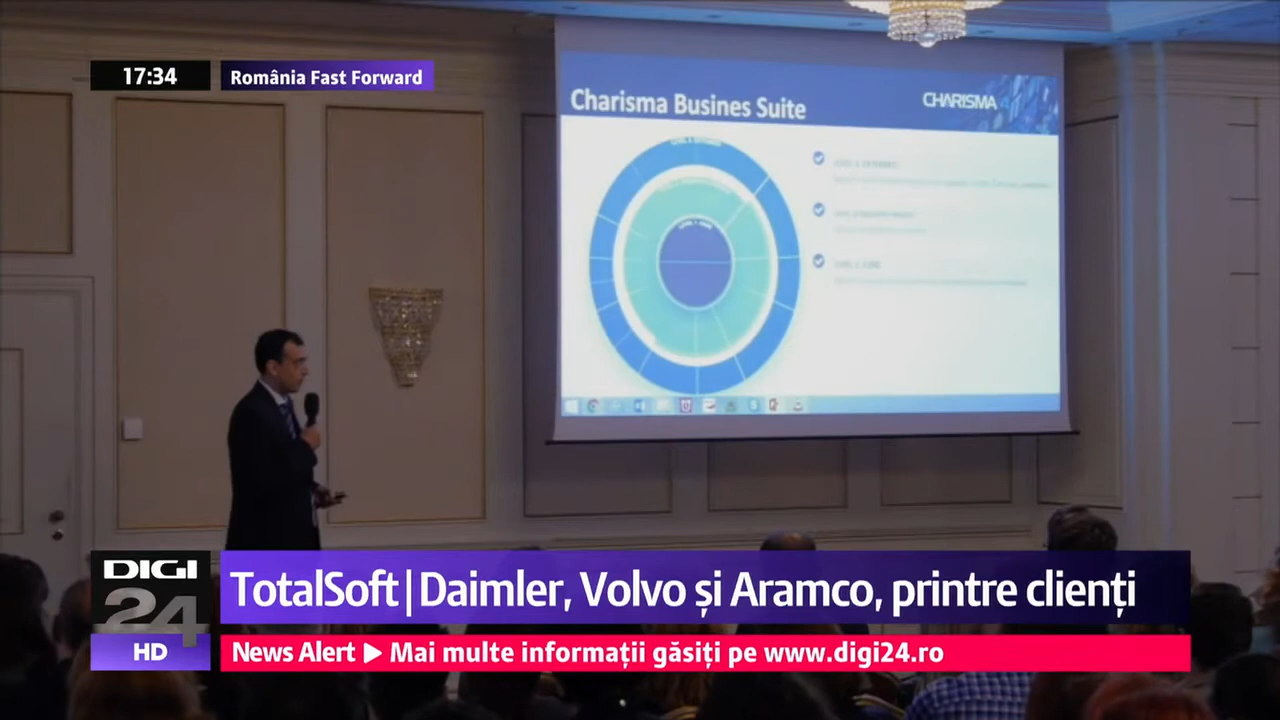 17:34
România Fast Forward
Charisma Busines Suite
CHARISMA
DIGI
24
HD
TotalSoft|Daimler, Volvo și Aramco, printre clienți
News Alert ▶ Mai multe informații găsiți pe www.digi24.ro